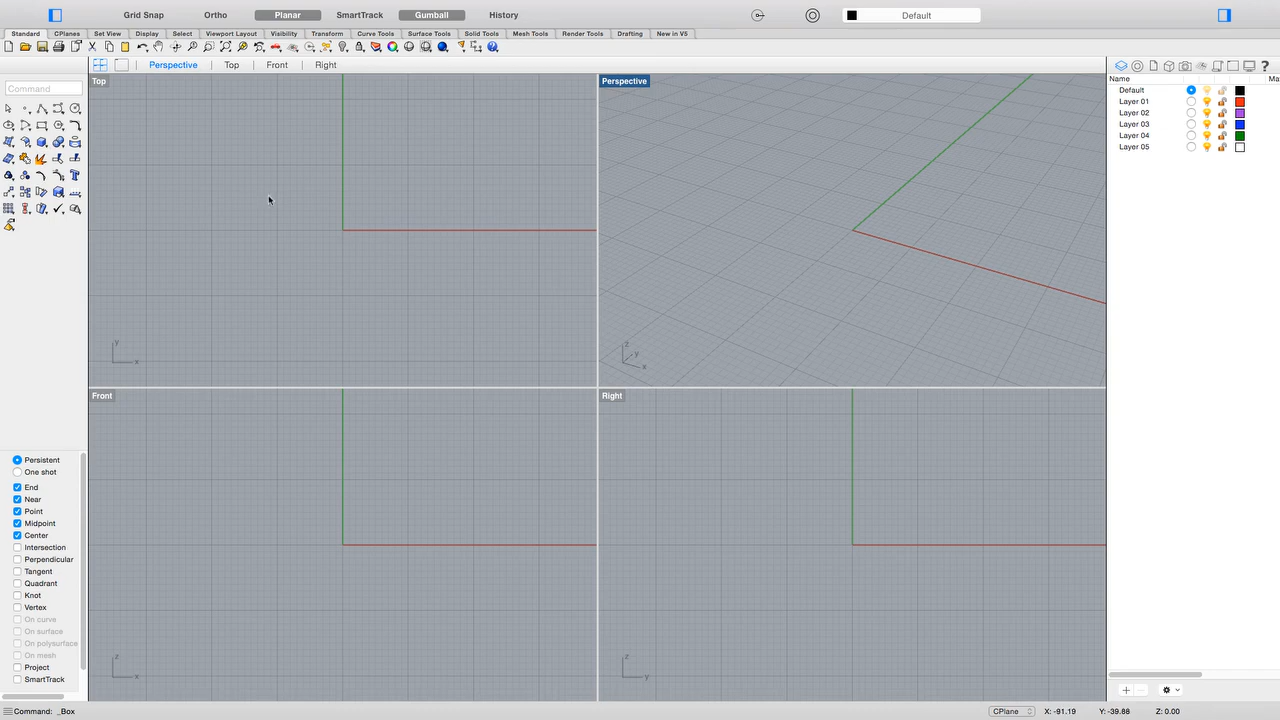 Grid Snap Ortho Planar SmartTrack Gumball History Default
Standard CPlanes Set View Display Select Viewport Layout Visibility Transform Curve Tools Surface Tools Solid Tools Mesh Tools Render Tools Drafting New in V5
Perspective Top Front Right
Command
Top
Perspective
Front
Right
y
x
z
y
x
z
x
z
y
Name Ma
Default
Layer 01
Layer 02
Layer 03
Layer 04
Layer 05
Persistent
One shot
End
Near
Point
Midpoint
Center
Intersection
Perpendicular
Tangent
Quadrant
Knot
Vertex
On curve
On surface
On polysurface
On mesh
Project
SmartTrack
Command: _Box CPlane X: -91.19 Y: -39.88 Z: 0.00